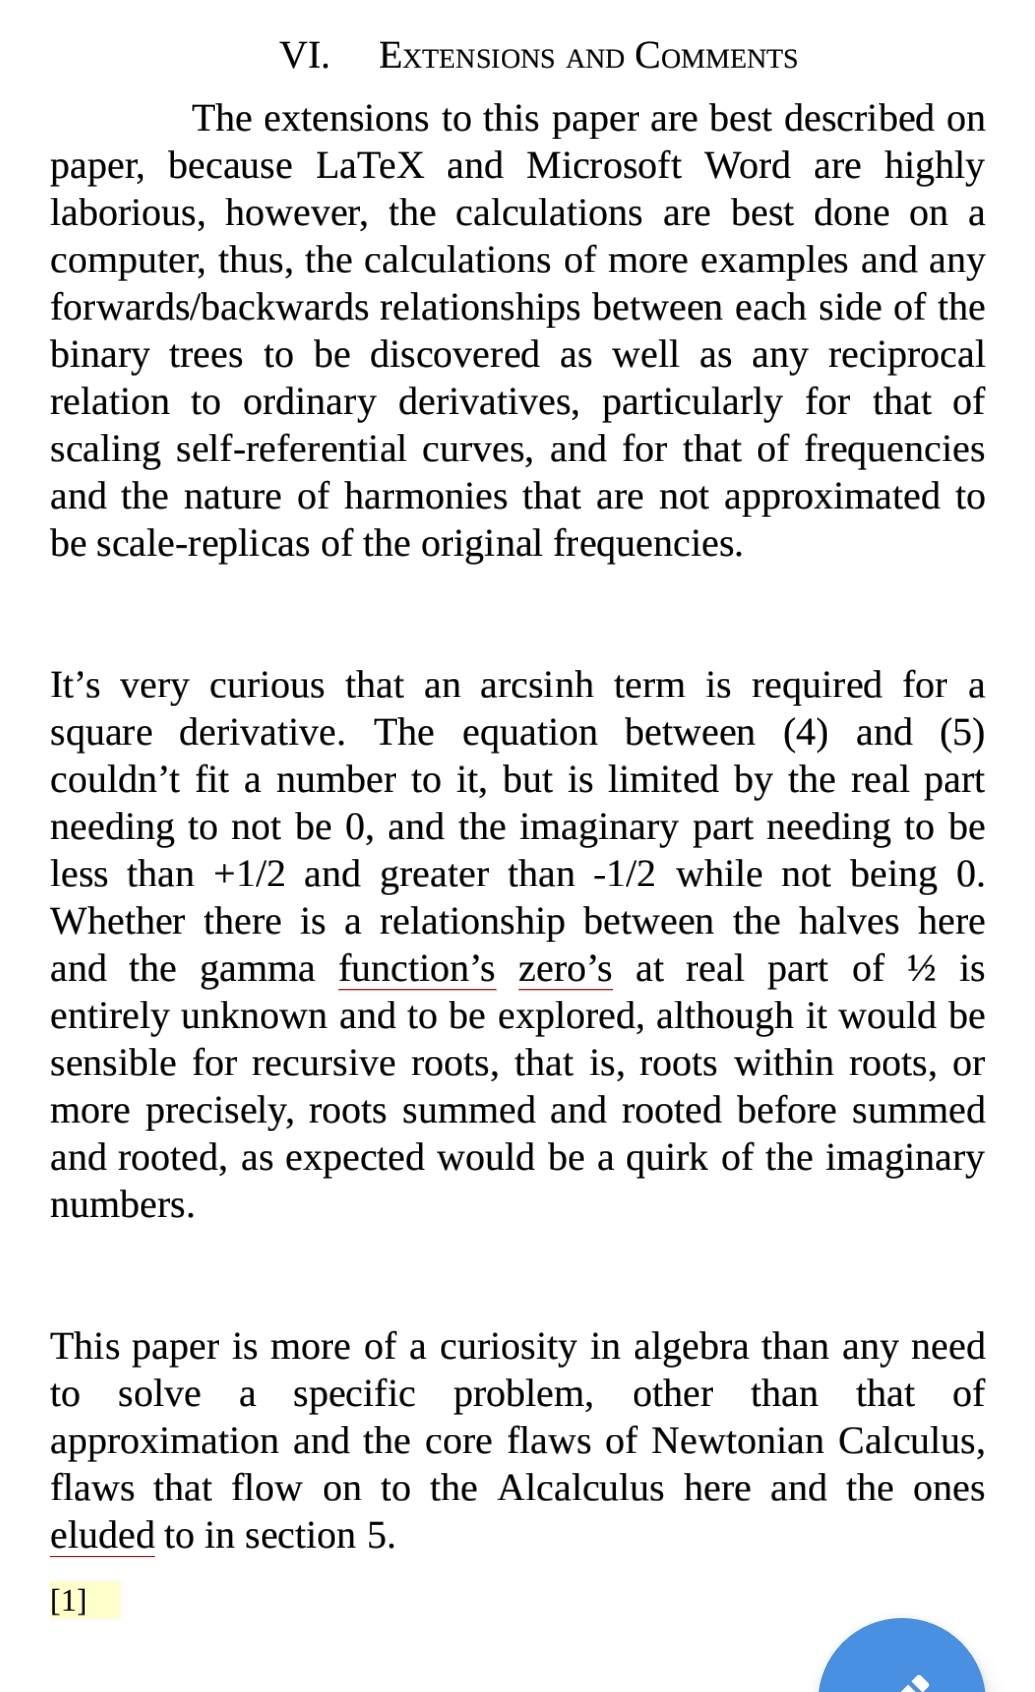 VI. Extensions and Comments
The extensions to this paper are best described on
paper, because LaTeX and Microsoft Word are highly
laborious, however, the calculations are best done on a
computer, thus, the calculations of more examples and any
forwards/backwards relationships between each side of the
binary trees to be discovered as well as any reciprocal
relation to ordinary derivatives, particularly for that of
scaling self-referential curves, and for that of frequencies
and the nature of harmonies that are not approximated to
be scale-replicas of the original frequencies.
It’s very curious that an arcsinh term is required for a
square derivative. The equation between (4) and (5)
couldn’t fit a number to it, but is limited by the real part
needing to not be 0, and the imaginary part needing to be
less than +1/2 and greater than -1/2 while not being 0.
Whether there is a relationship between the halves here
and the gamma function’s zero’s at real part of ½ is
entirely unknown and to be explored, although it would be
sensible for recursive roots, that is, roots within roots, or
more precisely, roots summed and rooted before summed
and rooted, as expected would be a quirk of the imaginary
numbers.
This paper is more of a curiosity in algebra than any need
to solve a specific problem, other than that of
approximation and the core flaws of Newtonian Calculus,
flaws that flow on to the Alcalculus here and the ones
eluded to in section 5.
[1]